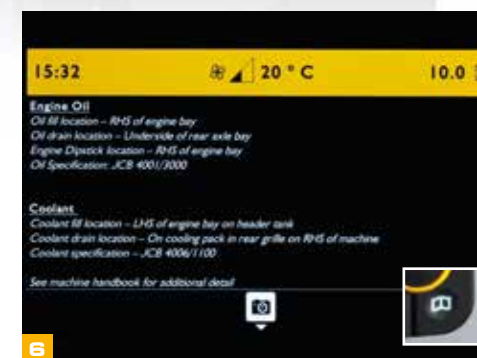 15:32 20 ° C 10.0
Engine Oil
Oil fill location – RHS of engine bay
Oil drain location – Underside of rear axle bay
Engine Dipstick location – RHS of engine bay
Oil Specification: JCB 4001/3000
Coolant
Coolant fill location – LHS of engine bay on header tank
Coolant drain location – On cooling pack in rear grille on RHS of machine
Coolant specification – JCB 4006/1100
See machine handbook for additional detail
6